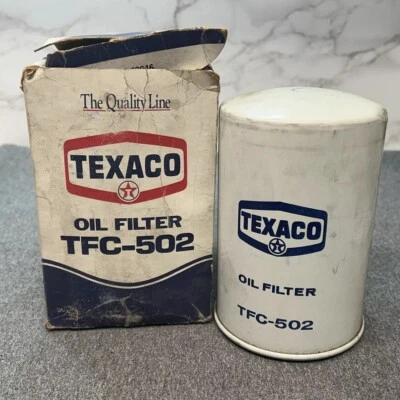 The Quality Line
TEXACO
OIL FILTER
TFC-502
TEXACO
OIL FILTER
TFC-502